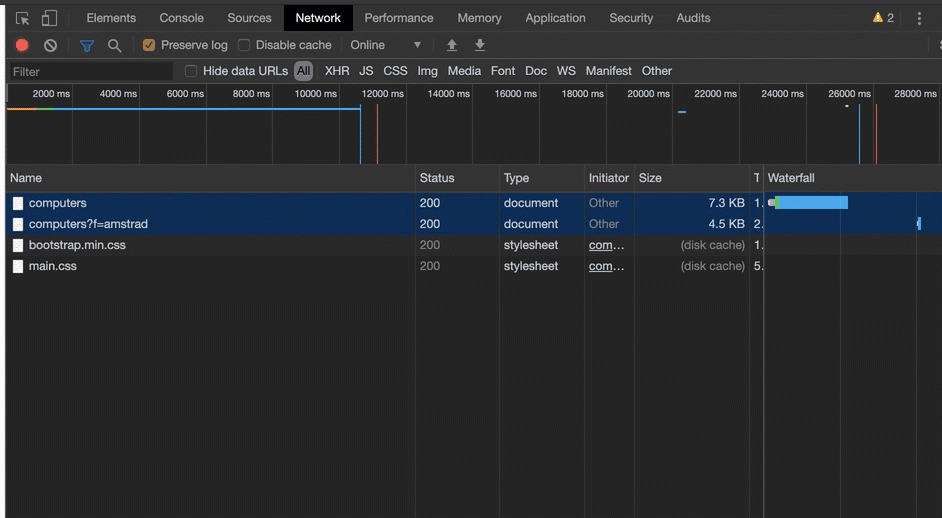 Elements Console Sources Network Performance Memory Application Security Audits 2
Preserve log Disable cache Online
Filter Hide data URLs All XHR JS CSS Img Media Font Doc WS Manifest Other
2000 ms 4000 ms 6000 ms 8000 ms 10000 ms 12000 ms 14000 ms 16000 ms 18000 ms 20000 ms 22000 ms 24000 ms 26000 ms 28000 ms
Name Status Type Initiator Size T Waterfall
computers 200 document Other 7.3 KB 1.
computers?f=amstrad 200 document Other 4.5 KB 2.
bootstrap.min.css 200 stylesheet com… (disk cache) 1.
main.css 200 stylesheet com… (disk cache) 5.